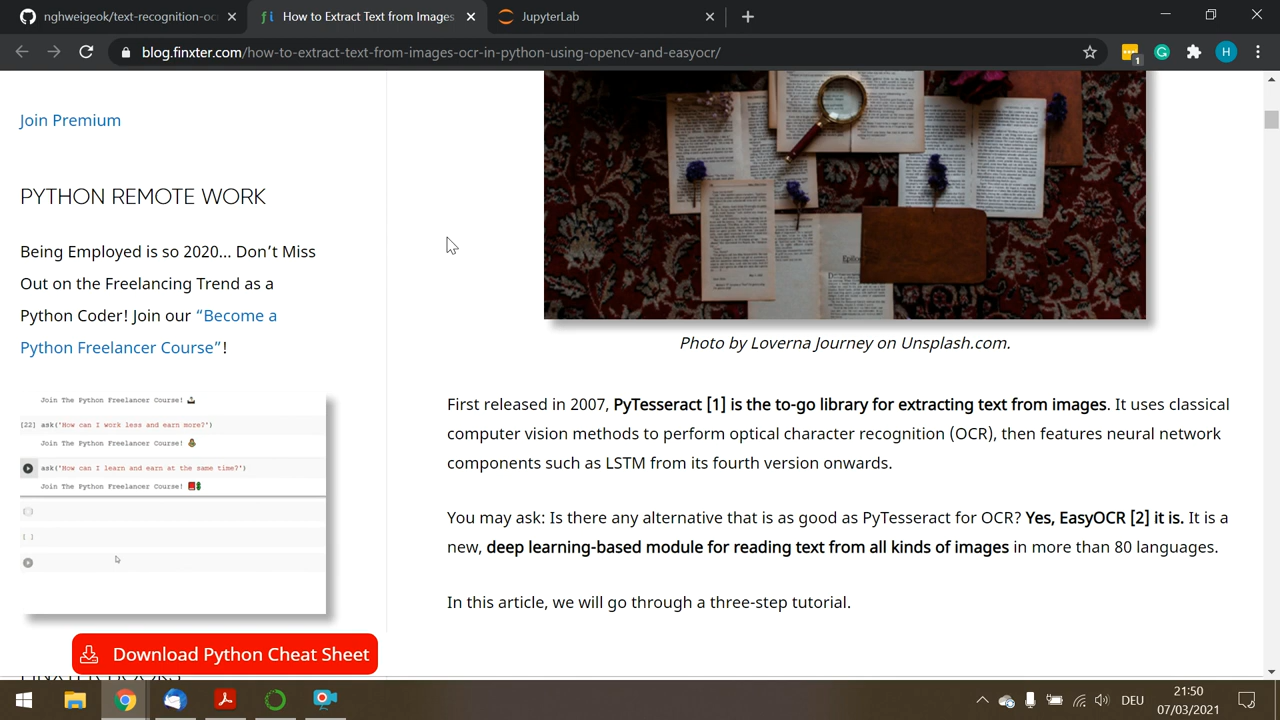 nghweigeok/text-recognition-oc
How to Extract Text from Images
JupyterLab
blog.finxter.com/how-to-extract-text-from-images-ocr-in-python-using-opencv-and-easyocr/
1
H
Join Premium
PYTHON REMOTE WORK
Being Employed is so 2020... Don’t Miss
Out on the Freelancing Trend as a
Python Coder! Join our “Become a
Python Freelancer Course”!
Join The Python Freelancer Course!
[22] ask('How can I work less and earn more?')
Join The Python Freelancer Course!
ask('How can I learn and earn at the same time?')
Join The Python Freelancer Course!
[ ]
Download Python Cheat Sheet
FINXTER BOOKS
Photo by Loverna Journey on Unsplash.com.
First released in 2007, PyTesseract [1] is the to-go library for extracting text from images. It uses classical
computer vision methods to perform optical character recognition (OCR), then features neural network
components such as LSTM from its fourth version onwards.
You may ask: Is there any alternative that is as good as PyTesseract for OCR? Yes, EasyOCR [2] it is. It is a
new, deep learning-based module for reading text from all kinds of images in more than 80 languages.
In this article, we will go through a three-step tutorial.
DEU
21:50
07/03/2021